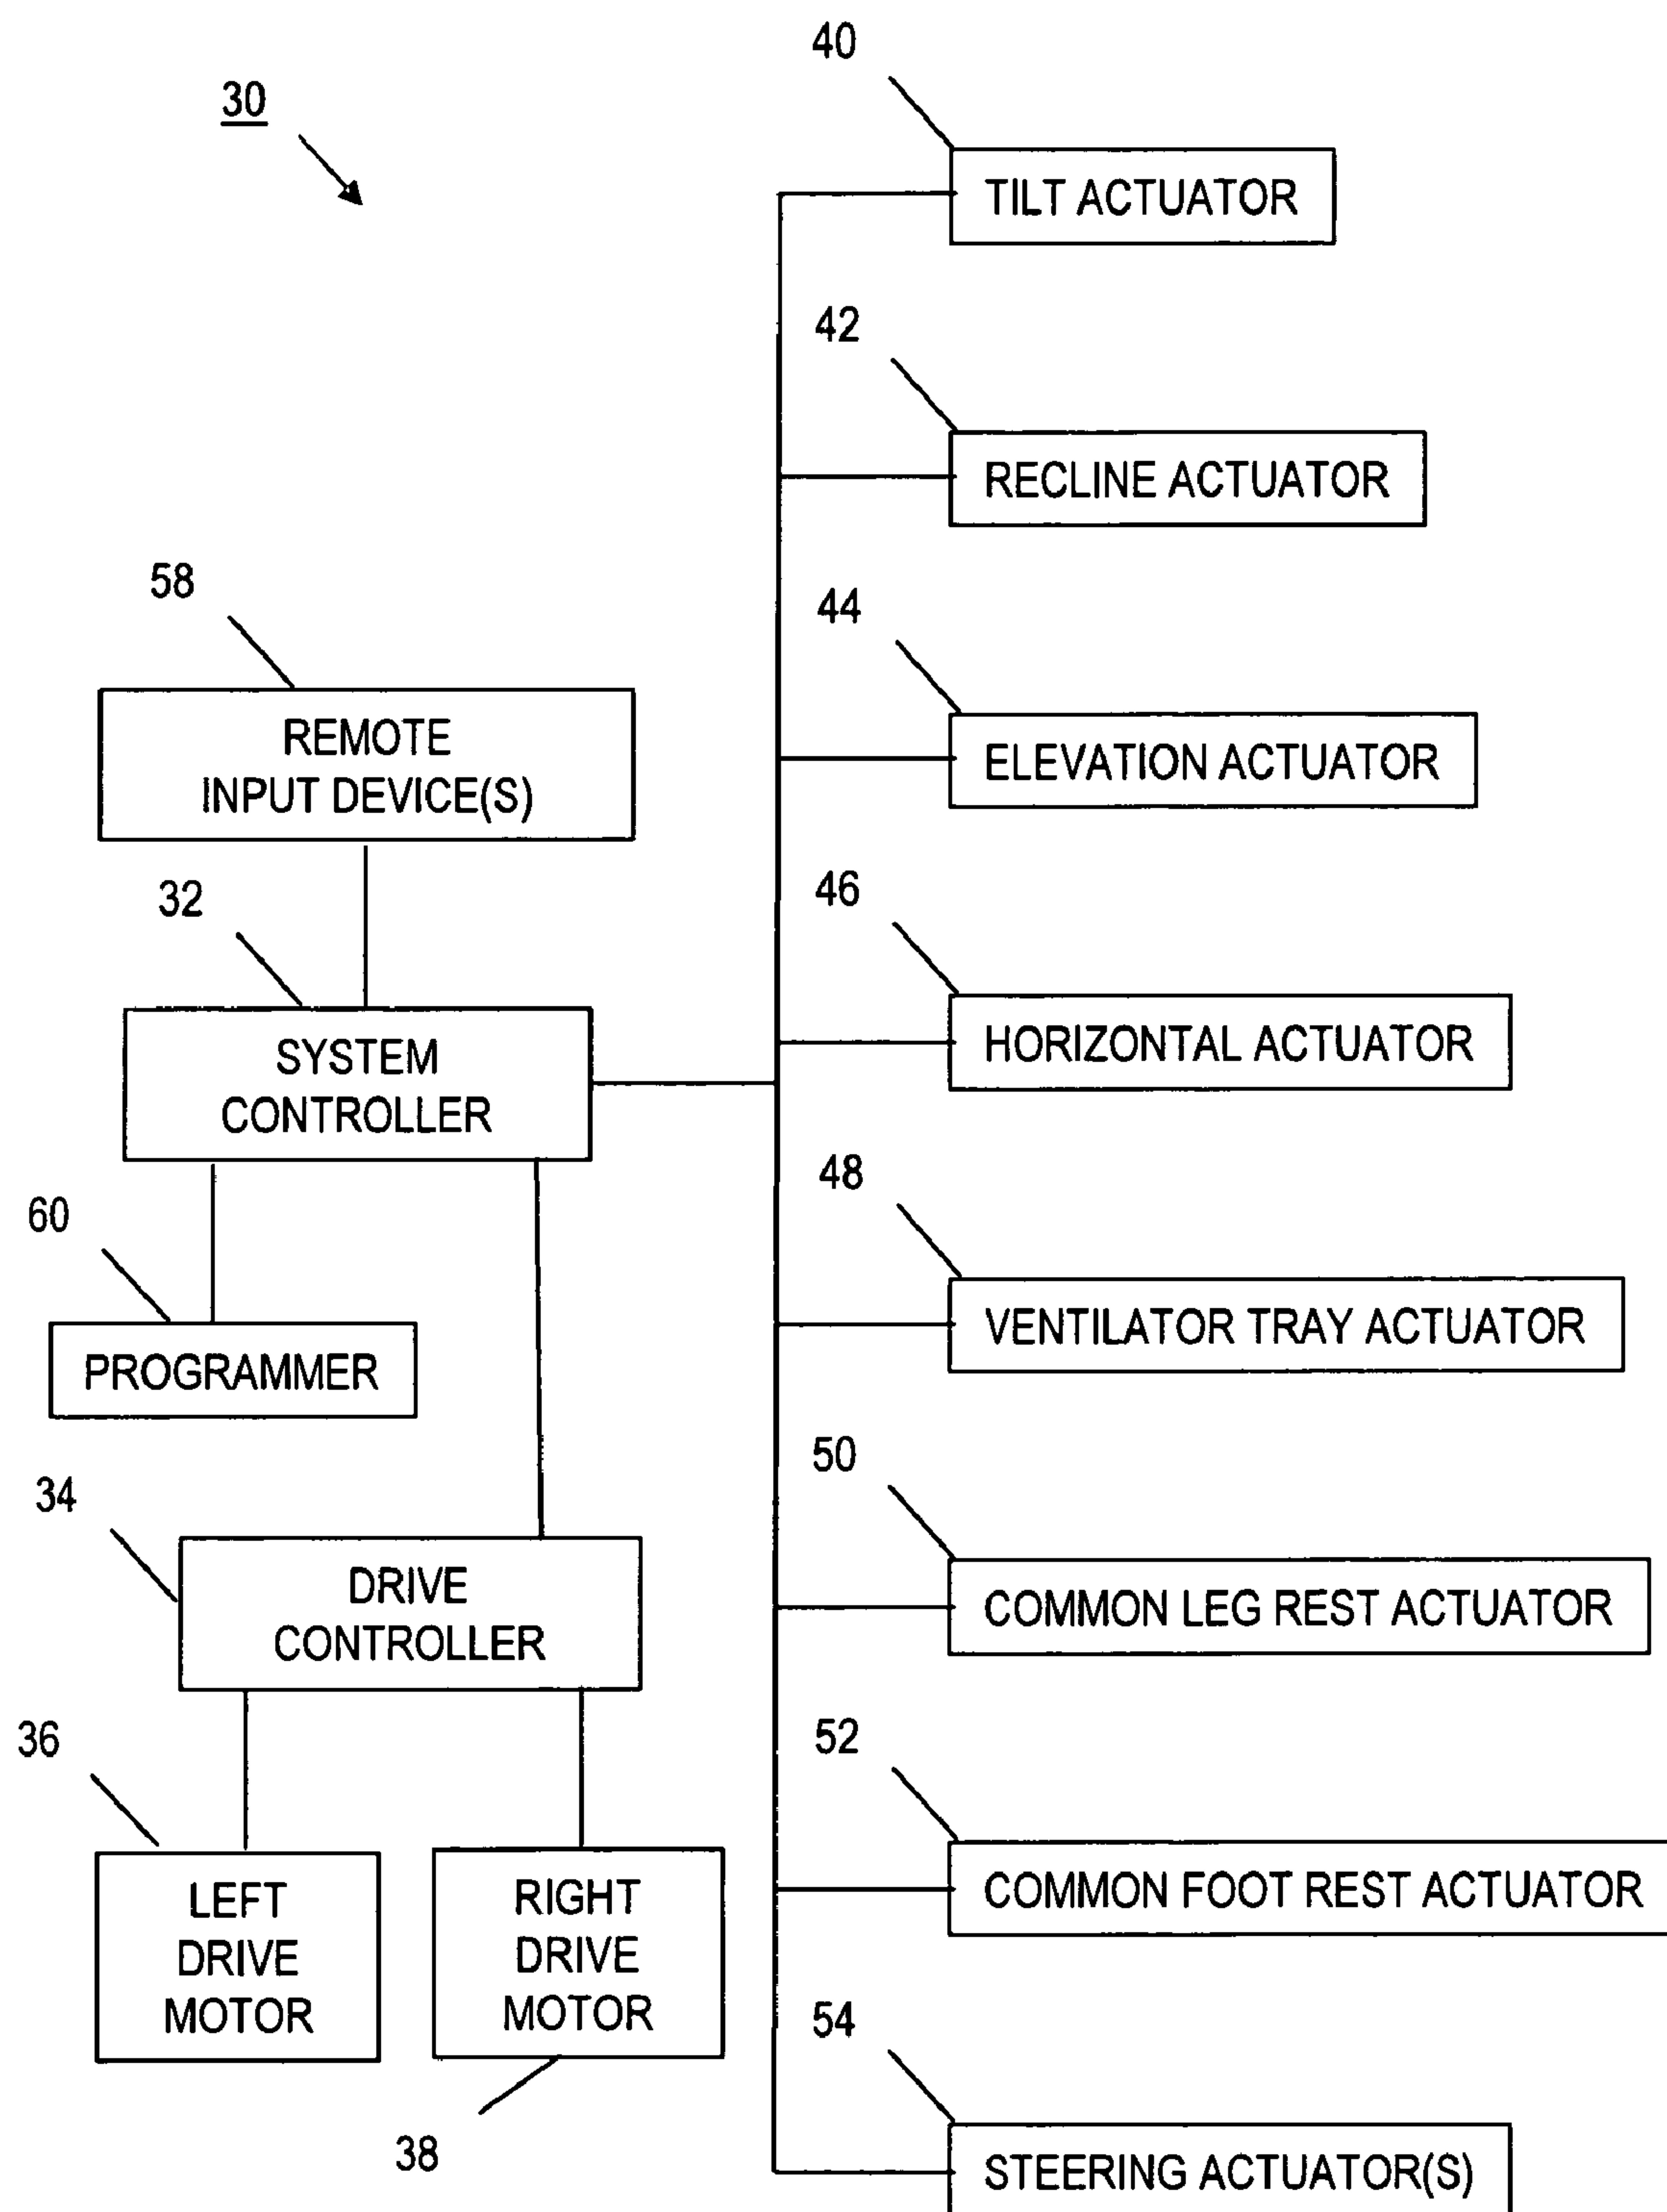 30
40
TILT ACTUATOR
42
RECLINE ACTUATOR
58
44
REMOTE
INPUT DEVICE(S)
ELEVATION ACTUATOR
32
46
SYSTEM
CONTROLLER
HORIZONTAL ACTUATOR
60
48
PROGRAMMER
VENTILATOR TRAY ACTUATOR
34
50
DRIVE
CONTROLLER
COMMON LEG REST ACTUATOR
36
52
LEFT
DRIVE
MOTOR
RIGHT
DRIVE
MOTOR
COMMON FOOT REST ACTUATOR
38
54
STEERING ACTUATOR(S)